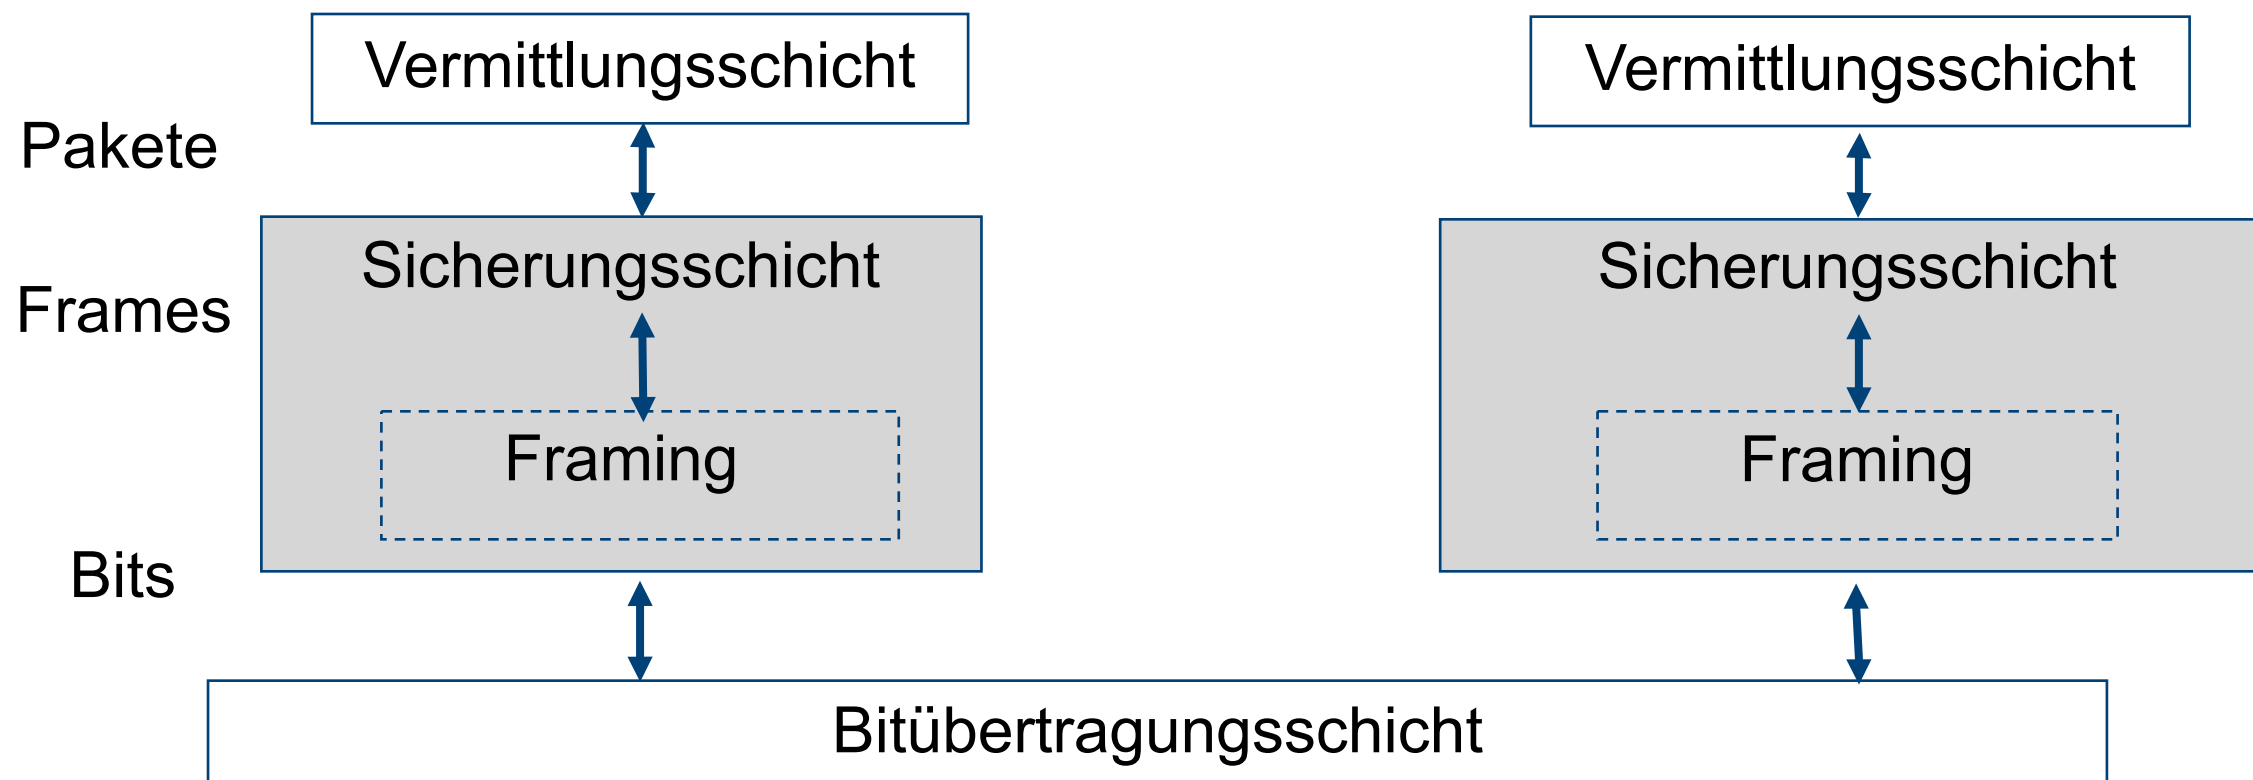 Vermittlungsschicht
Vermittlungsschicht
Pakete
Sicherungsschicht
Sicherungsschicht
Frames
Framing
Framing
Bits
Bitübertragungsschicht